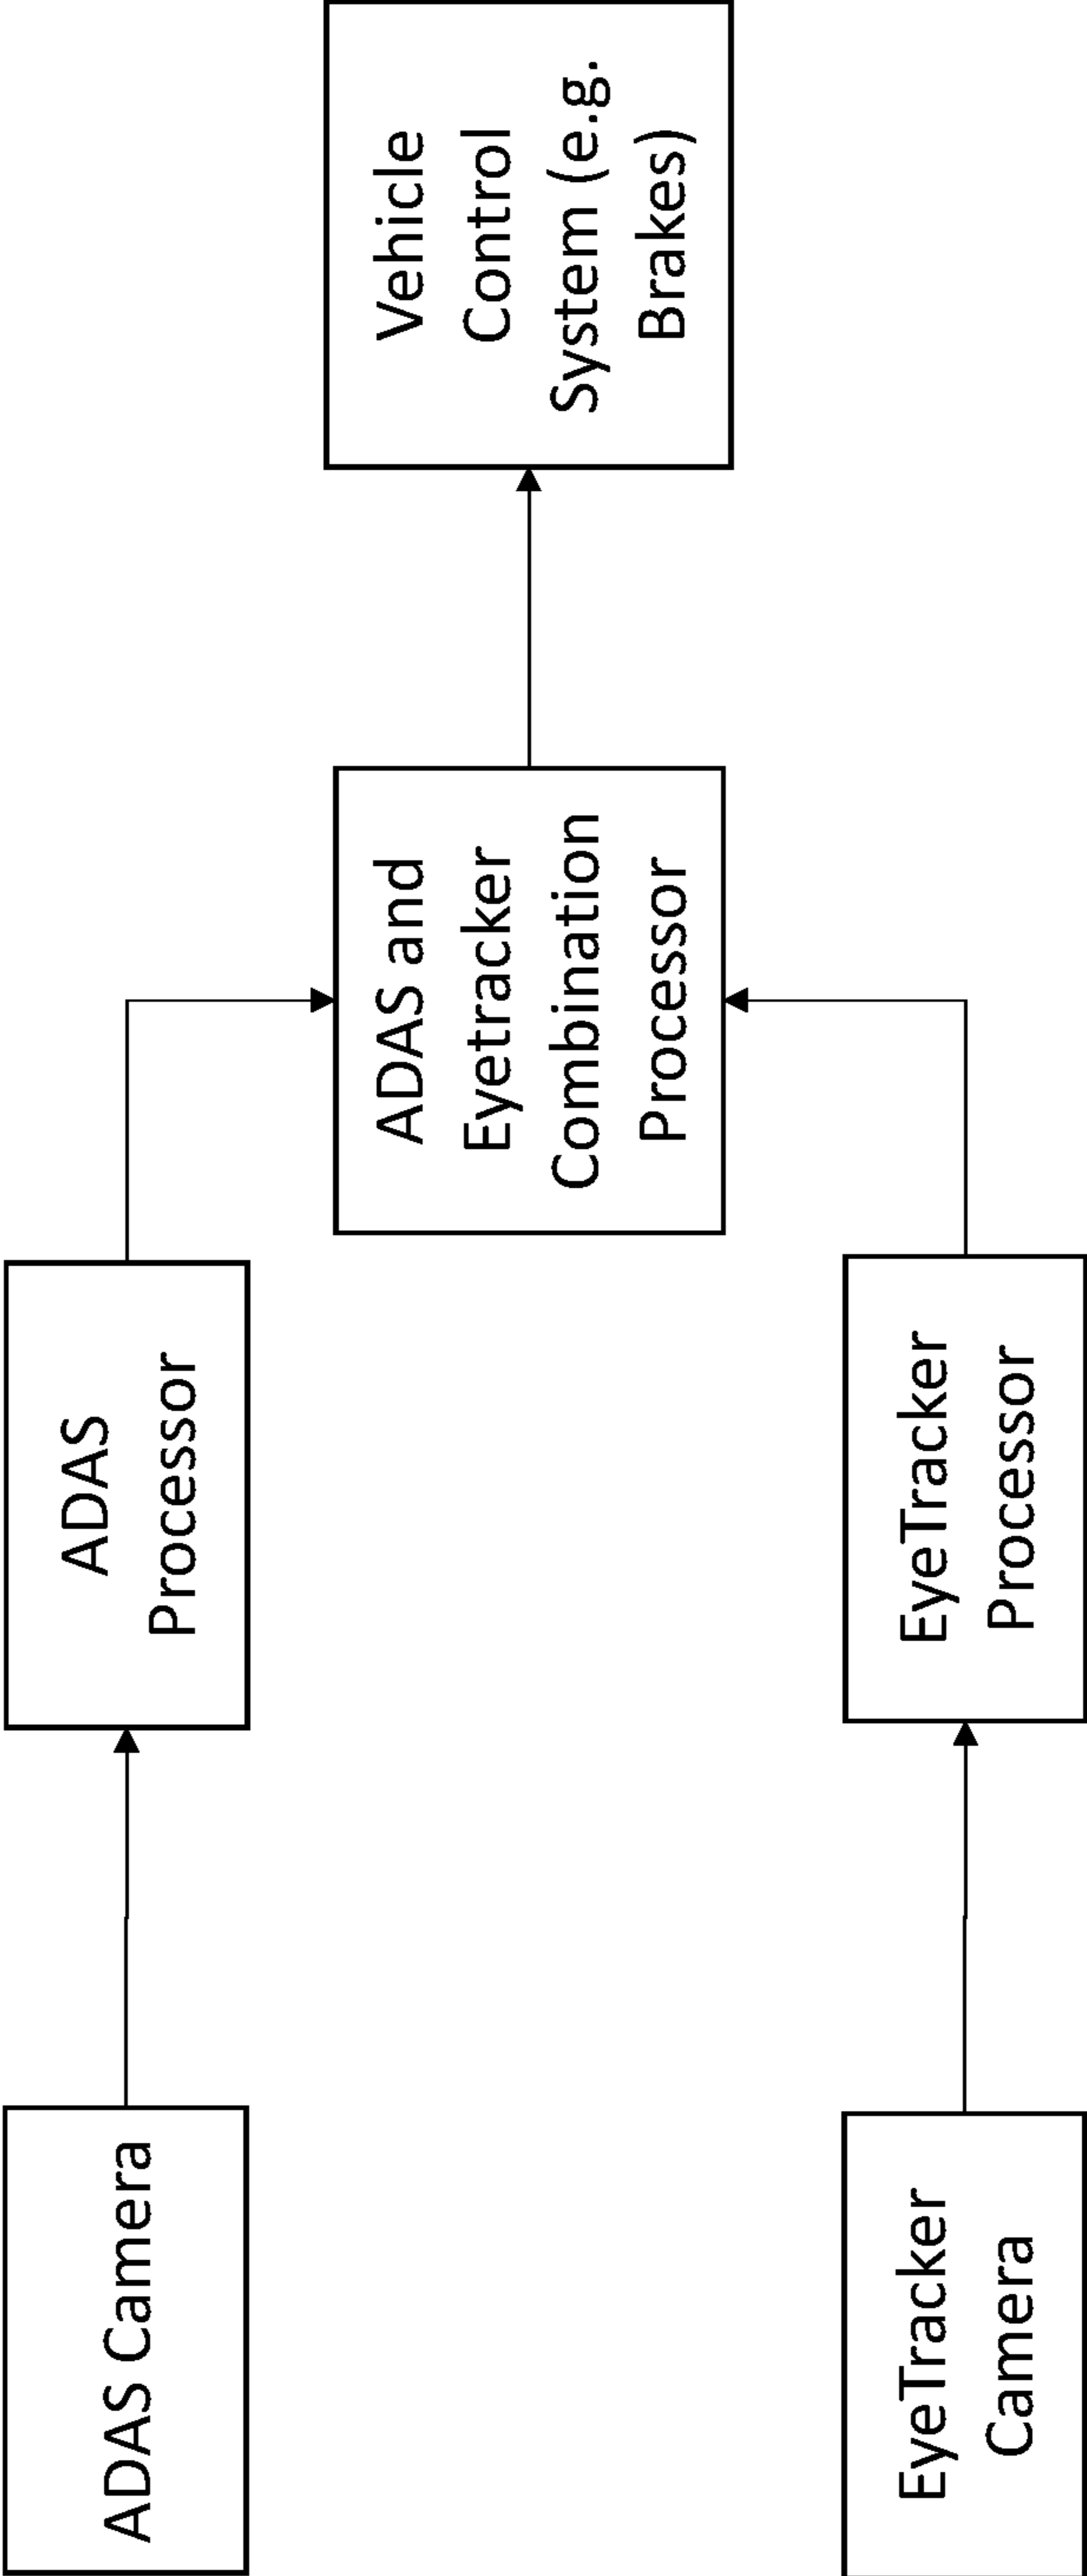 ADAS Camera
ADAS
Processor
ADAS and
Eyetracker
Combination
Processor
Vehicle
Control
System (e.g.
Brakes)
EyeTracker
Camera
EyeTracker
Processor